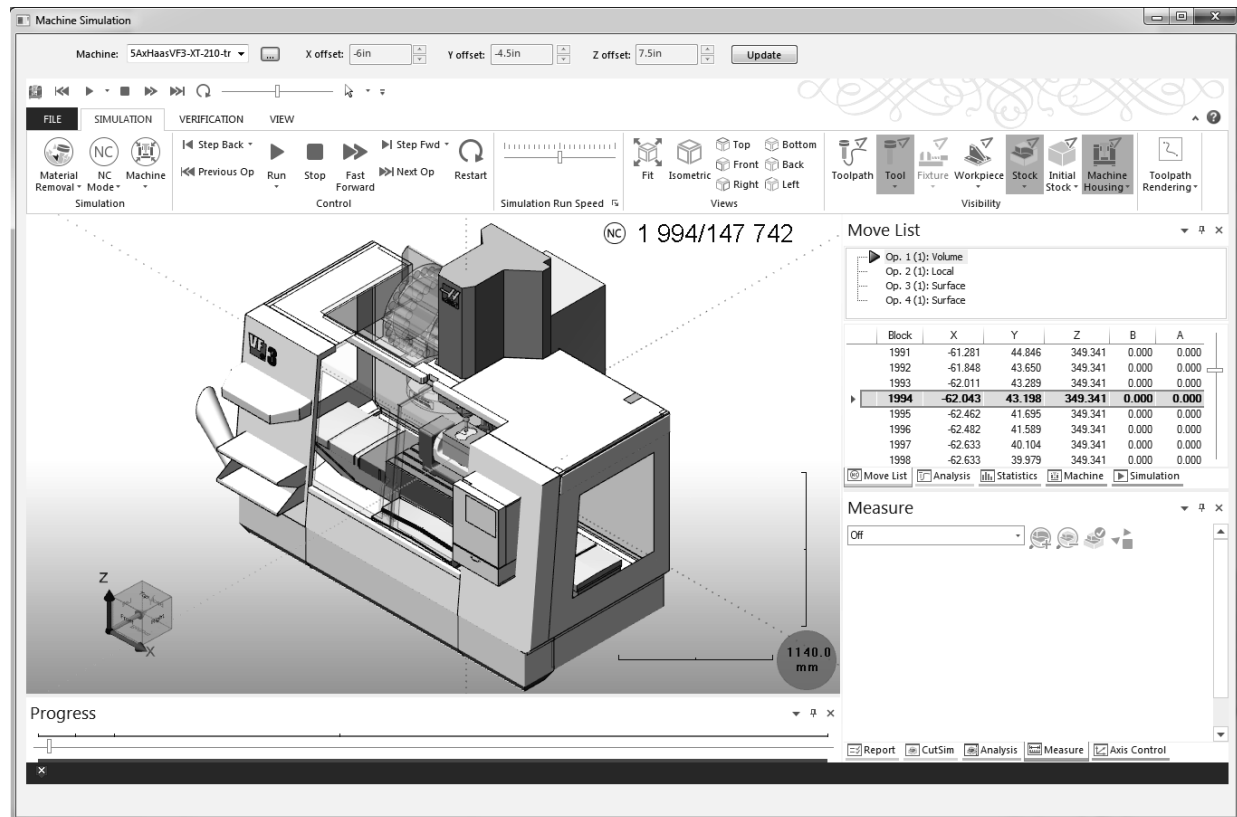 Machine Simulation
Machine: 5AxHaasVF3-XT-210-tr ... X offset: -6in Y offset: -4.5in Z offset: 7.5in Update
FILE SIMULATION VERIFICATION VIEW
Material Removal NC Mode Machine
Simulation
Step Back Previous Op Run Stop Fast Forward Step Fwd Next Op Restart
Control
Simulation Run Speed
Fit Isometric Top Bottom Front Back Right Left
Views
Toolpath Tool Fixture Workpiece Stock Initial Stock Machine Housing
Visibility
Toolpath Rendering
NC 1 994/147 742
VF3
Z
X
1140.0
mm
Move List
Op. 1 (1): Volume
Op. 2 (1): Local
Op. 3 (1): Surface
Op. 4 (1): Surface
Block X Y Z B A
1991 -61.281 44.846 349.341 0.000 0.000
1992 -61.848 43.650 349.341 0.000 0.000
1993 -62.011 43.289 349.341 0.000 0.000
1994 -62.043 43.198 349.341 0.000 0.000
1995 -62.462 41.695 349.341 0.000 0.000
1996 -62.482 41.589 349.341 0.000 0.000
1997 -62.633 40.104 349.341 0.000 0.000
1998 -62.633 39.979 349.341 0.000 0.000
Move List Analysis Statistics Machine Simulation
Measure
Off
Report CutSim Analysis Measure Axis Control
Progress